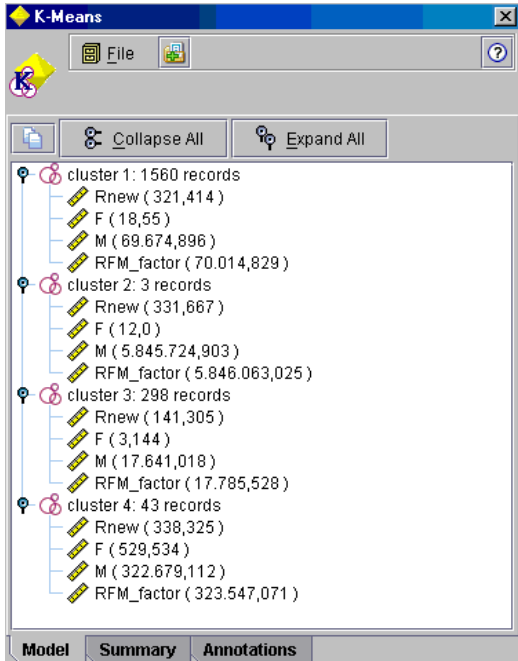 K-Means
File
K
Collapse All Expand All
cluster 1: 1560 records
Rnew ( 321,414 )
F ( 18,55 )
M ( 69.674,896 )
RFM_factor ( 70.014,829 )
cluster 2: 3 records
Rnew ( 331,667 )
F ( 12,0 )
M ( 5.845.724,903 )
RFM_factor ( 5.846.063,025 )
cluster 3: 298 records
Rnew ( 141,305 )
F ( 3,144 )
M ( 17.641,018 )
RFM_factor ( 17.785,528 )
cluster 4: 43 records
Rnew ( 338,325 )
F ( 529,534 )
M ( 322.679,112 )
RFM_factor ( 323.547,071 )
Model Summary Annotations